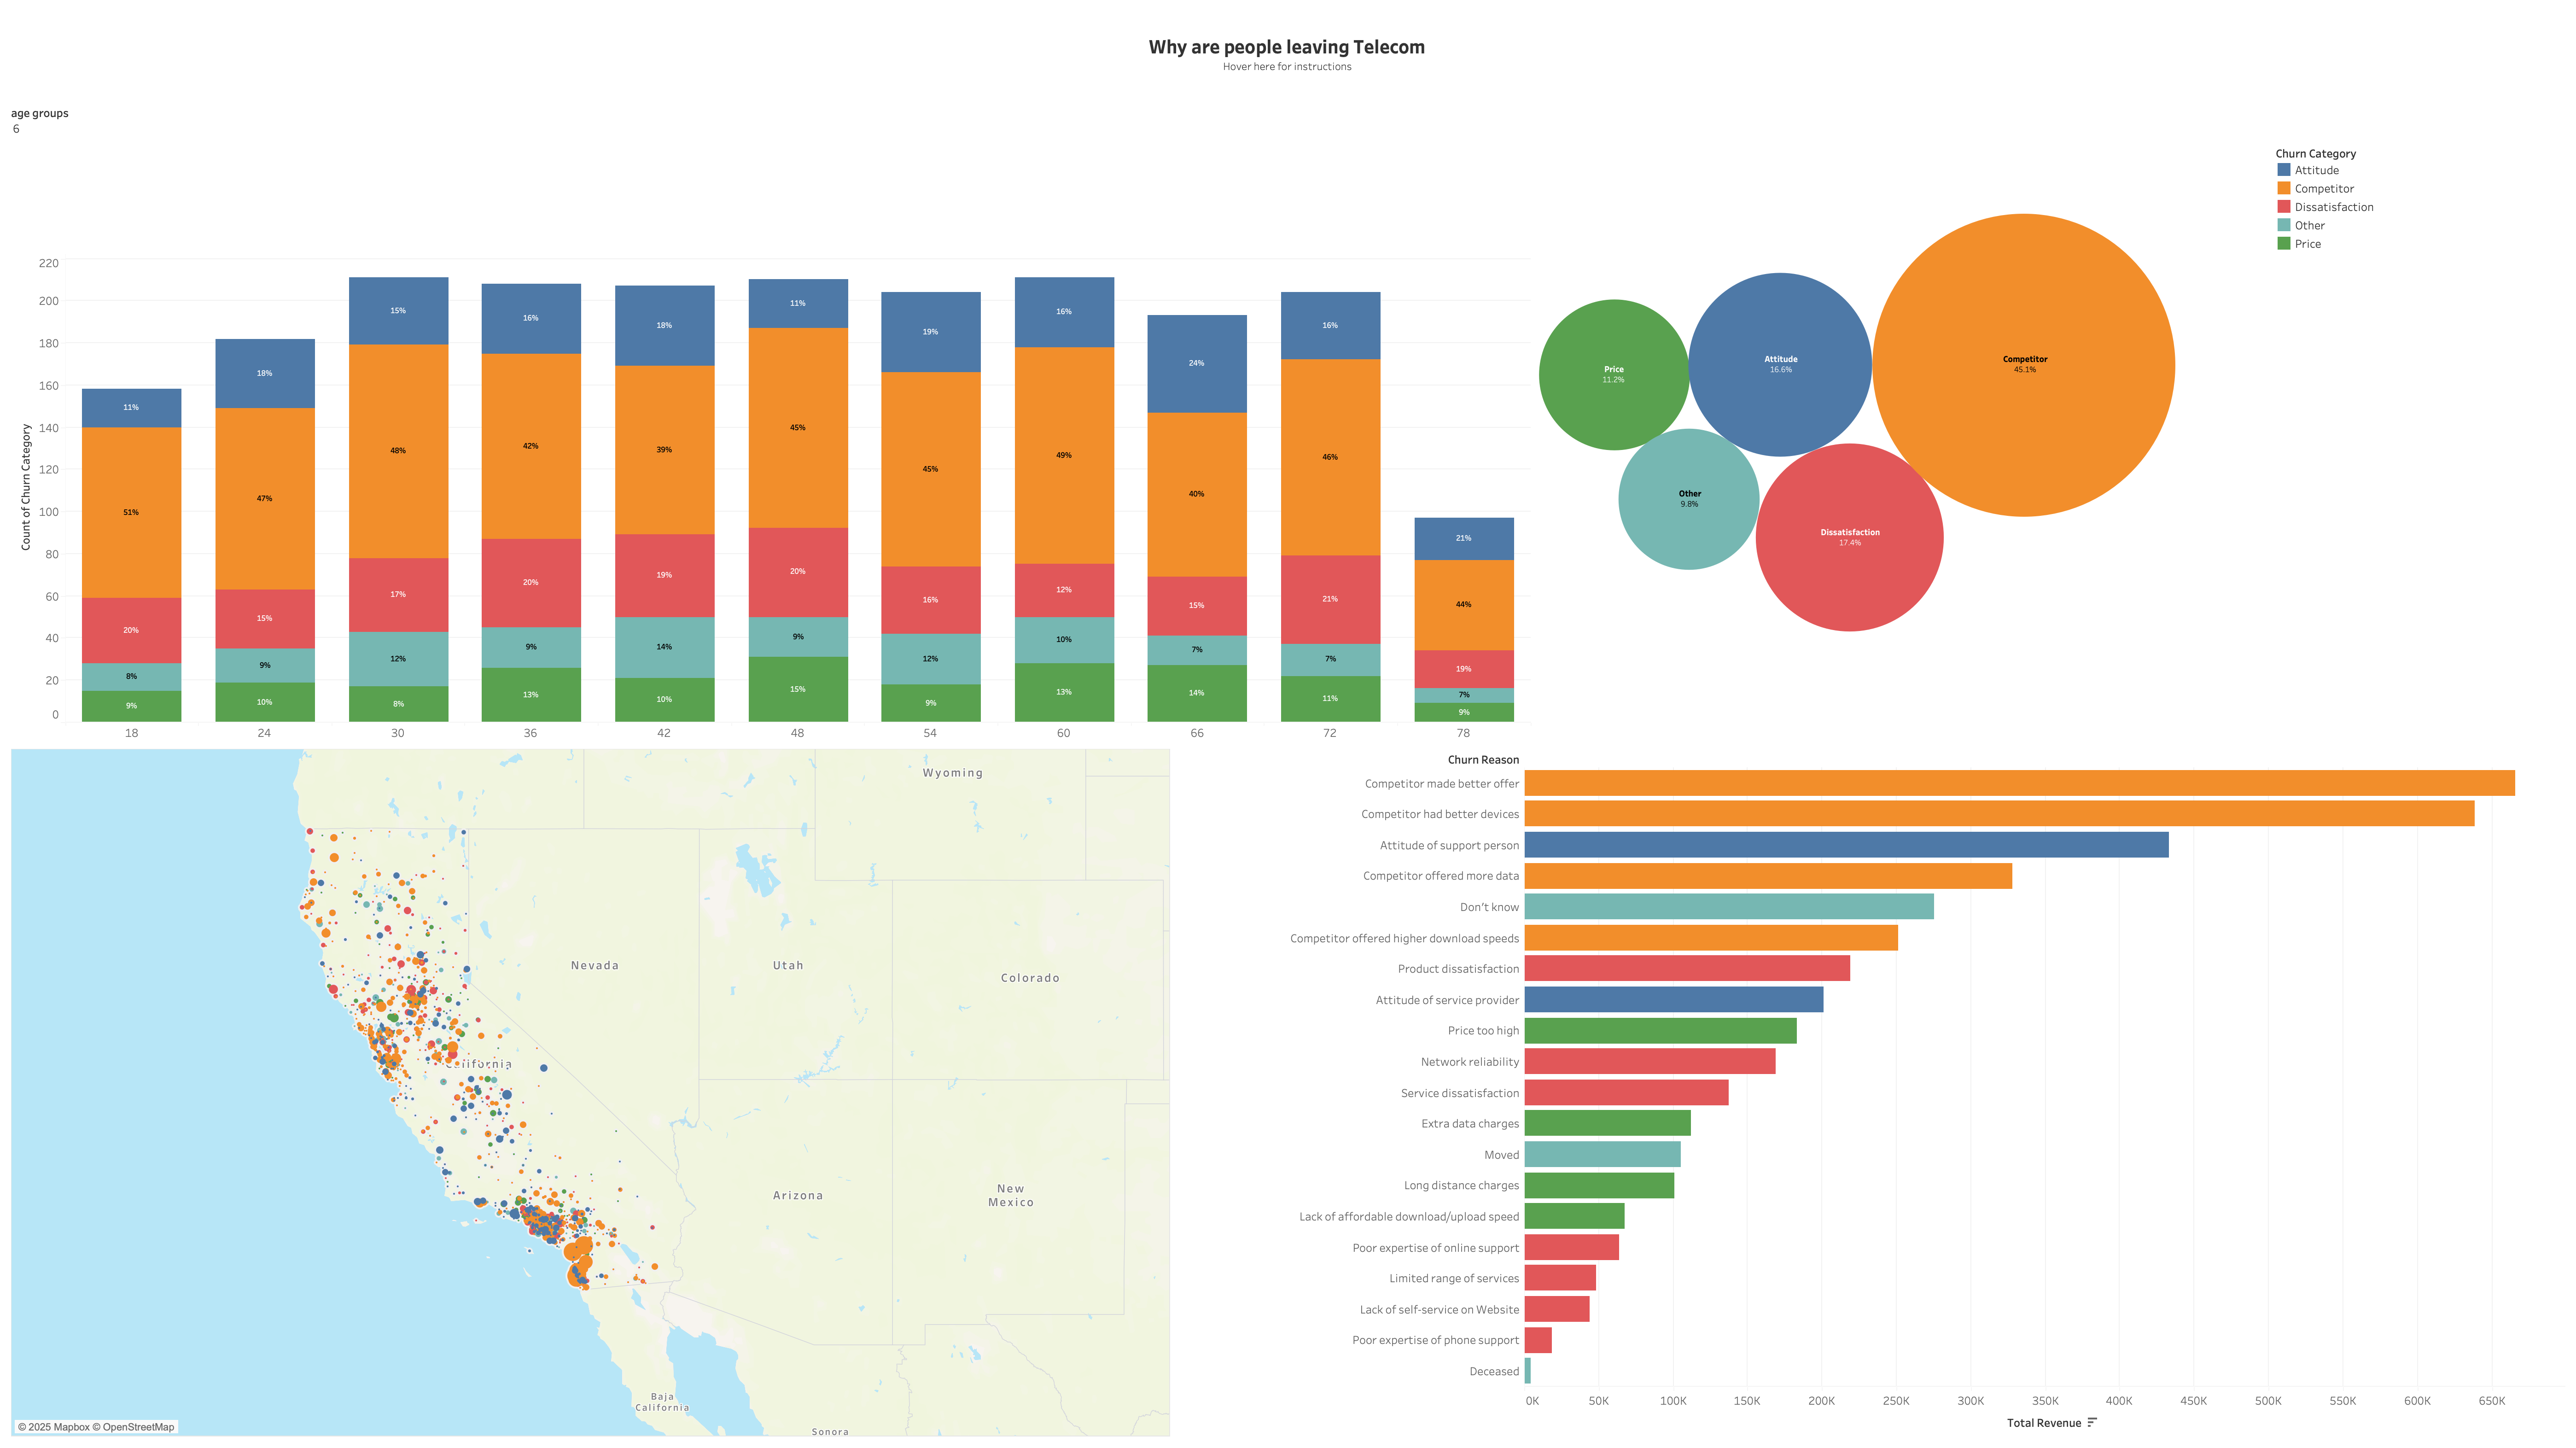 Why are people leaving Telecom
Hover here for instructions
age groups
6
Churn Category
Attitude
Competitor
Dissatisfaction
Other
Price
Count of Churn Category
220
200
180
160
140
120
100
80
60
40
20
0
11%
51%
20%
8%
9%
18%
47%
15%
9%
10%
15%
48%
17%
12%
8%
16%
42%
20%
9%
13%
18%
39%
19%
14%
10%
11%
45%
20%
9%
15%
19%
45%
16%
12%
9%
16%
49%
12%
10%
13%
24%
40%
15%
7%
14%
16%
46%
21%
7%
11%
21%
44%
19%
7%
9%
18 24 30 36 42 48 54 60 66 72 78
Price
11.2%
Attitude
16.6%
Competitor
45.1%
Other
9.8%
Dissatisfaction
17.4%
Wyoming
Nevada
Utah
Colorado
California
Arizona
New
Mexico
Baja
California
Sonora
© 2025 Mapbox © OpenStreetMap
Churn Reason
Competitor made better offer
Competitor had better devices
Attitude of support person
Competitor offered more data
Don't know
Competitor offered higher download speeds
Product dissatisfaction
Attitude of service provider
Price too high
Network reliability
Service dissatisfaction
Extra data charges
Moved
Long distance charges
Lack of affordable download/upload speed
Poor expertise of online support
Limited range of services
Lack of self-service on Website
Poor expertise of phone support
Deceased
0K 50K 100K 150K 200K 250K 300K 350K 400K 450K 500K 550K 600K 650K
Total Revenue